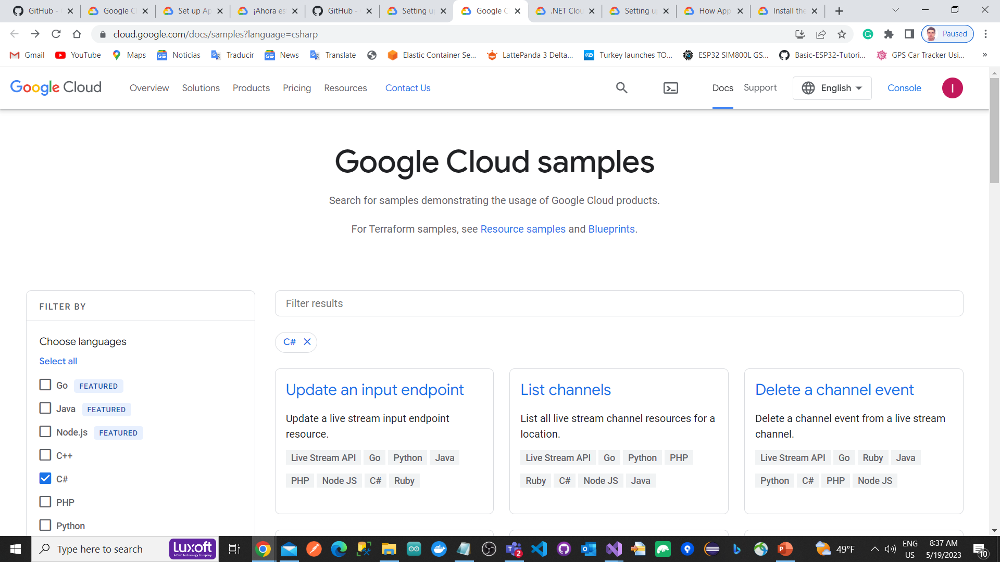 GitHub -
Google Cl
Set up Ap
¡Ahora es
GitHub -
Setting up
Google C
.NET Clou
Setting up
How App
Install the
cloud.google.com/docs/samples?language=csharp
Paused
Gmail
YouTube
Maps
Noticias
Traducir
News
Translate
Elastic Container Se...
LattePanda 3 Delta...
Turkey launches TO...
ESP32 SIM800L GS...
Basic-ESP32-Tutori...
GPS Car Tracker Usi...
»
Google Cloud
Overview
Solutions
Products
Pricing
Resources
Contact Us
Docs
Support
English
Console
I
Google Cloud samples
Search for samples demonstrating the usage of Google Cloud products.
For Terraform samples, see Resource samples and Blueprints.
FILTER BY
Choose languages
Select all
Go FEATURED
Java FEATURED
Node.js FEATURED
C++
C#
PHP
Python
Filter results
C#
Update an input endpoint
Update a live stream input endpoint
resource.
Live Stream API Go Python Java
PHP Node JS C# Ruby
List channels
List all live stream channel resources for a
location.
Live Stream API Go Python PHP
Ruby C# Node JS Java
Delete a channel event
Delete a channel event from a live stream
channel.
Live Stream API Go Ruby Java
Python C# PHP Node JS
Type here to search
Luxoft
A DXC Technology Company
2
49°F
ENG
US
8:37 AM
5/19/2023
10